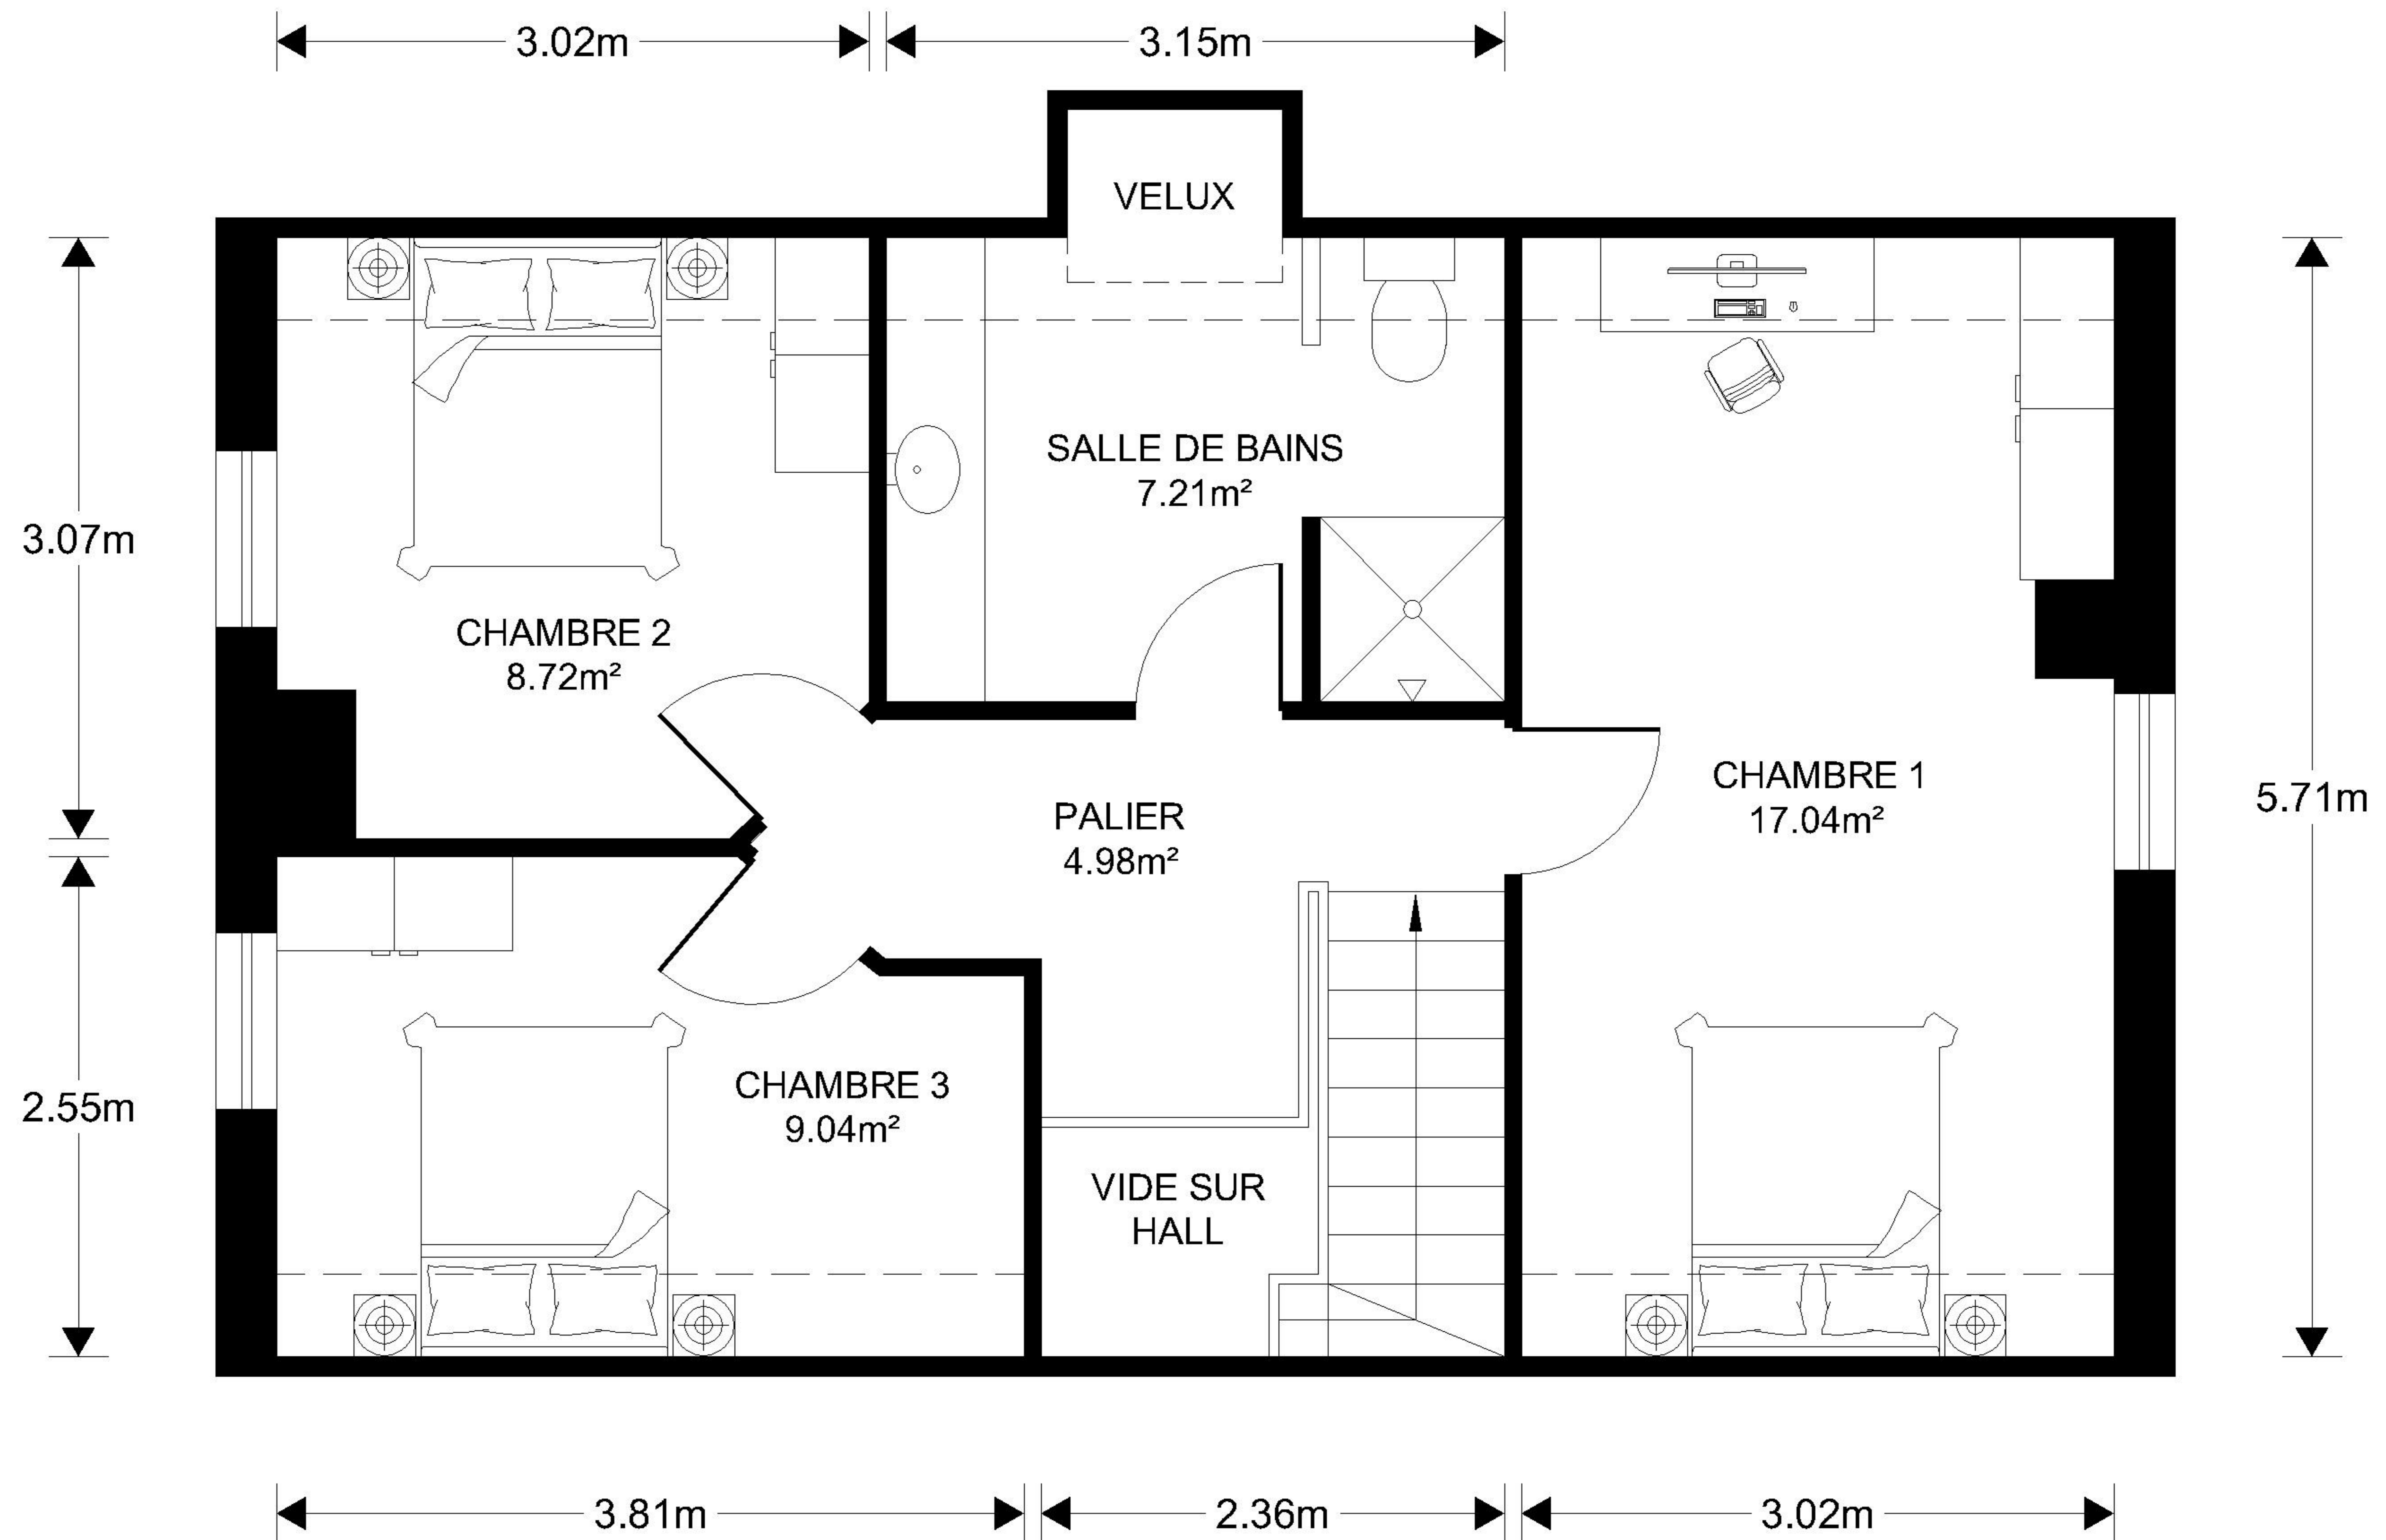 3.02m
3.15m
VELUX
SALLE DE BAINS
7.21m²
3.07m
CHAMBRE 2
8.72m²
CHAMBRE 1
17.04m²
5.71m
PALIER
4.98m²
CHAMBRE 3
9.04m²
2.55m
VIDE SUR
HALL
3.81m
2.36m
3.02m